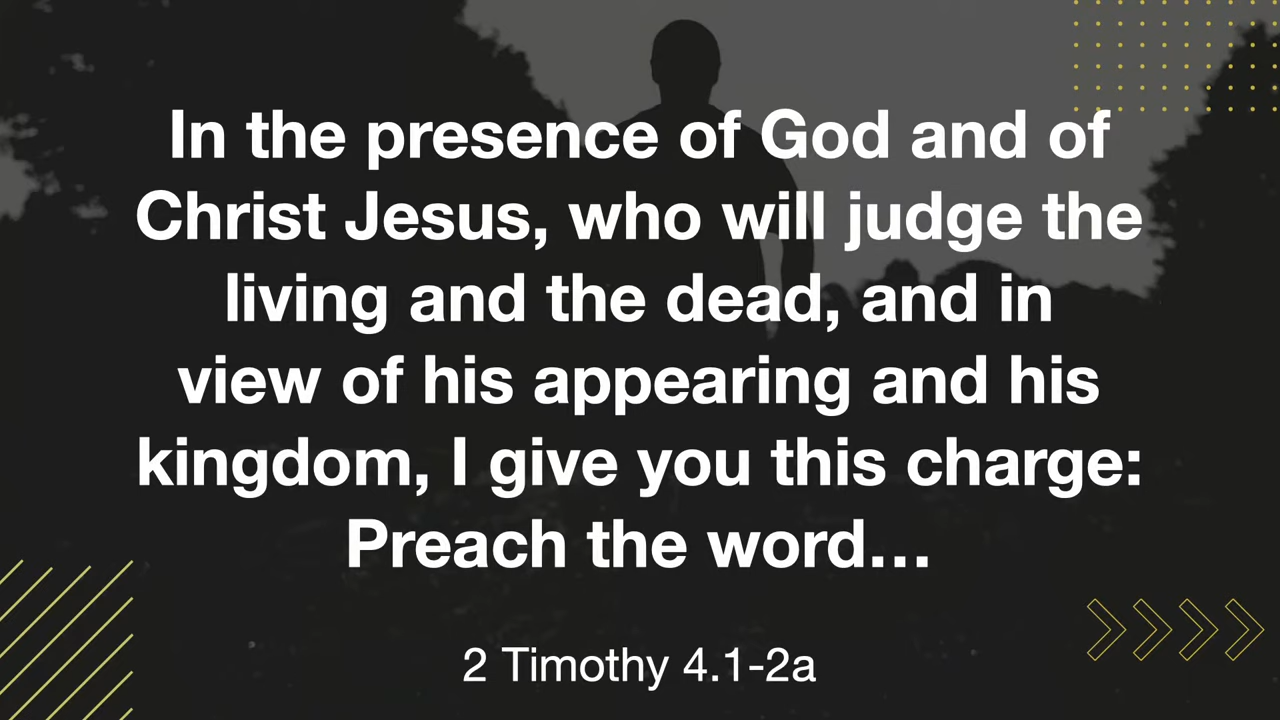 In the presence of God and of
Christ Jesus, who will judge the
living and the dead, and in
view of his appearing and his
kingdom, I give you this charge:
Preach the word…
2 Timothy 4.1-2a